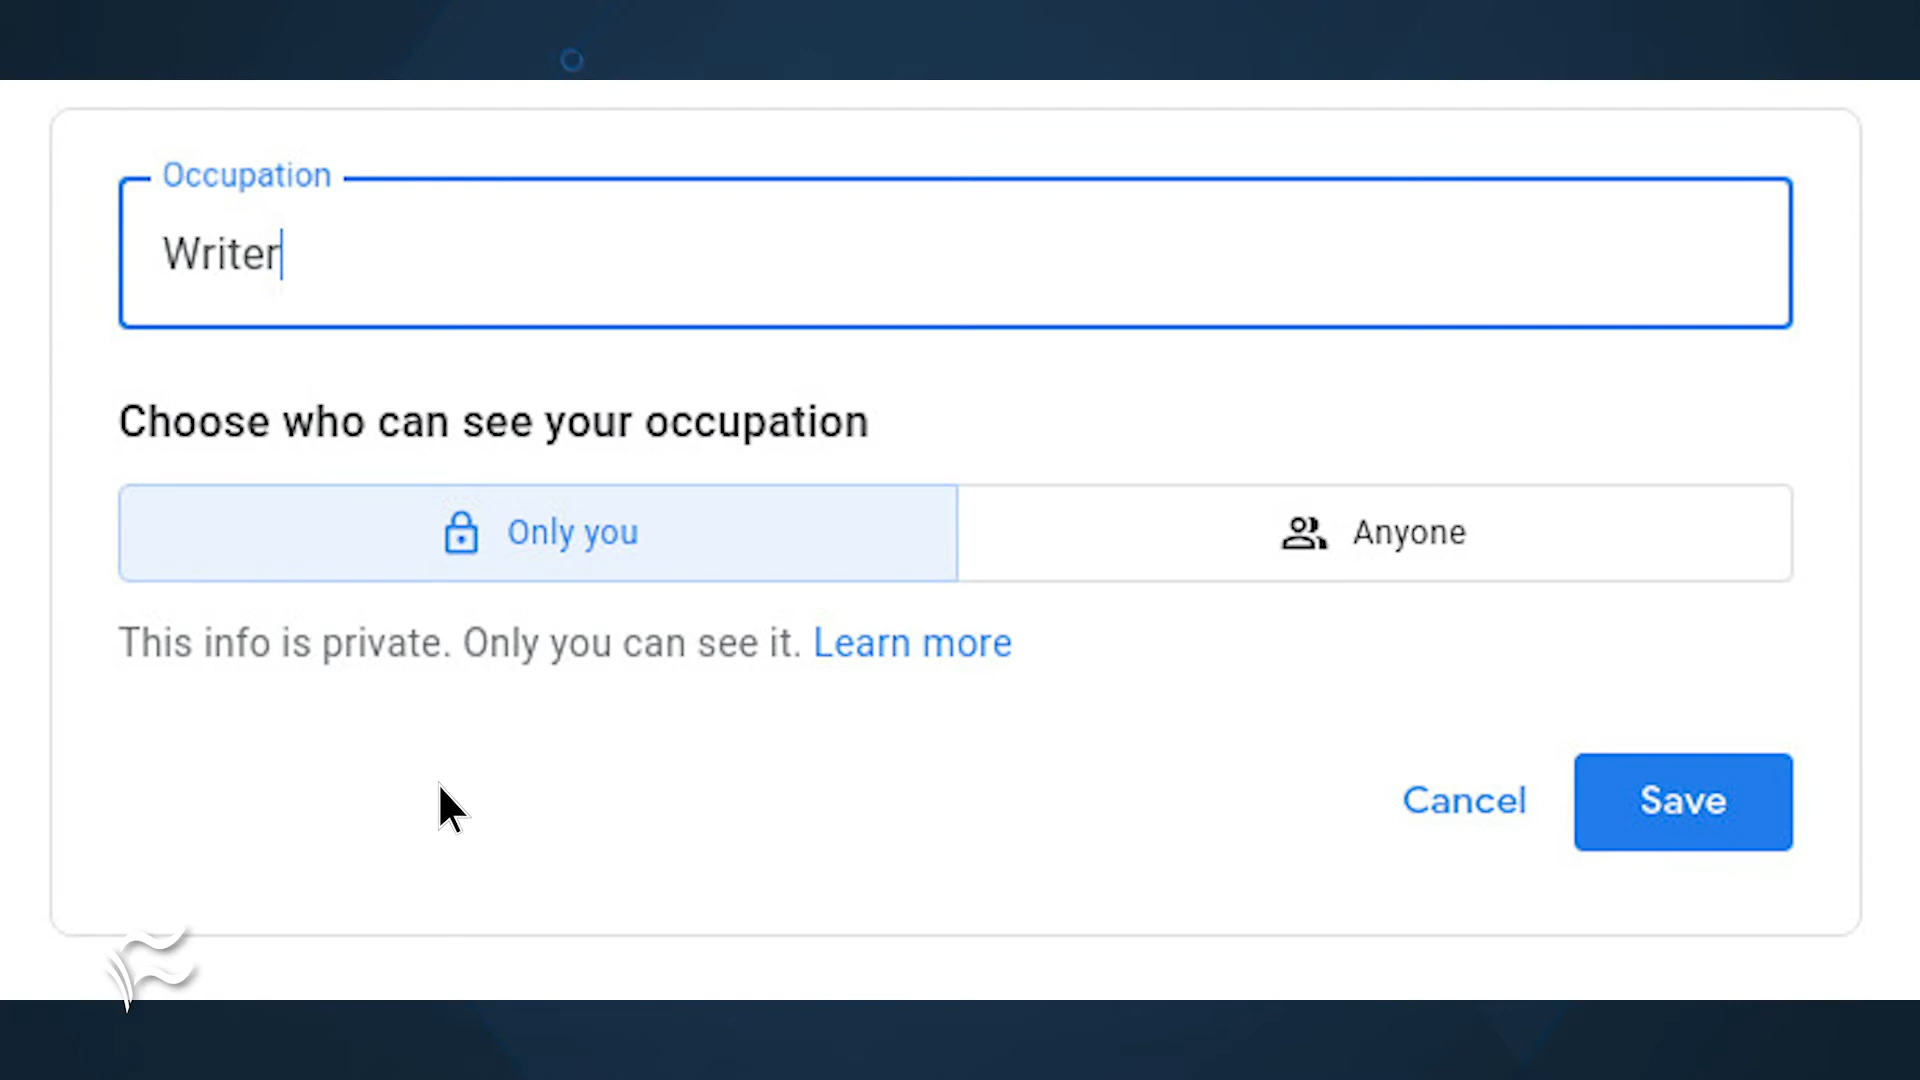 Occupation
Writer
Choose who can see your occupation
Only you
Anyone
This info is private. Only you can see it. Learn more
Cancel
Save